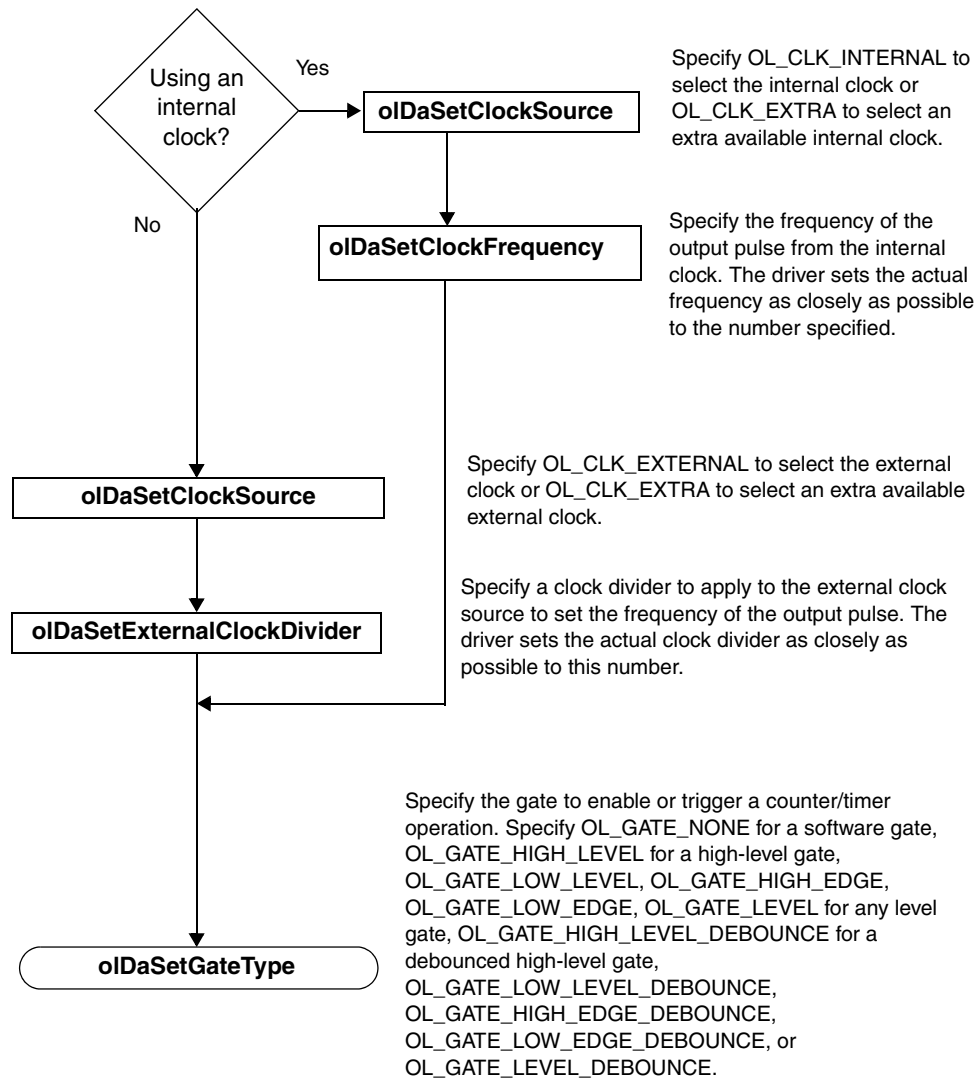 Using an
internal
clock?
Yes
No
olDaSetClockSource
Specify OL_CLK_INTERNAL to
select the internal clock or
OL_CLK_EXTRA to select an
extra available internal clock.
olDaSetClockFrequency
Specify the frequency of the
output pulse from the internal
clock. The driver sets the actual
frequency as closely as possible
to the number specified.
olDaSetClockSource
Specify OL_CLK_EXTERNAL to select the external
clock or OL_CLK_EXTRA to select an extra available
external clock.
olDaSetExternalClockDivider
Specify a clock divider to apply to the external clock
source to set the frequency of the output pulse. The
driver sets the actual clock divider as closely as
possible to this number.
olDaSetGateType
Specify the gate to enable or trigger a counter/timer
operation. Specify OL_GATE_NONE for a software gate,
OL_GATE_HIGH_LEVEL for a high-level gate,
OL_GATE_LOW_LEVEL, OL_GATE_HIGH_EDGE,
OL_GATE_LOW_EDGE, OL_GATE_LEVEL for any level
gate, OL_GATE_HIGH_LEVEL_DEBOUNCE for a
debounced high-level gate,
OL_GATE_LOW_LEVEL_DEBOUNCE,
OL_GATE_HIGH_EDGE_DEBOUNCE,
OL_GATE_LOW_EDGE_DEBOUNCE, or
OL_GATE_LEVEL_DEBOUNCE.